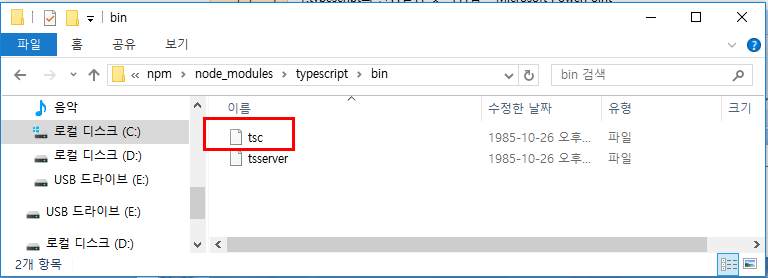 bin
파일 홈 공유 보기
« npm > node_modules > typescript > bin
bin 검색
이름 수정한 날짜 유형 크기
음악
로컬 디스크 (C:)
로컬 디스크 (D:)
USB 드라이브 (E:)
USB 드라이브 (E:)
로컬 디스크 (D:)
tsc 1985-10-26 오후... 파일
tsserver 1985-10-26 오후... 파일
2개 항목